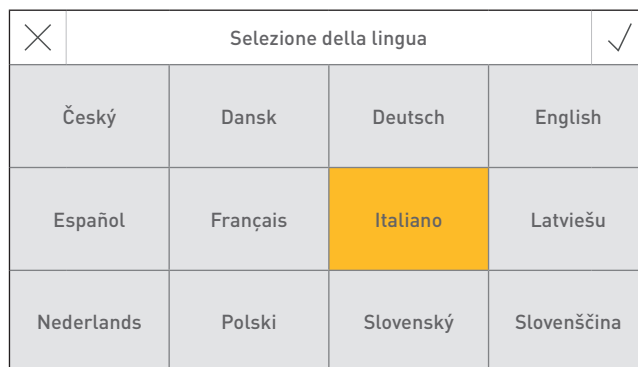 Selezione della lingua
Český Dansk Deutsch English
Español Français Italiano Latviešu
Nederlands Polski Slovenský Slovenščina